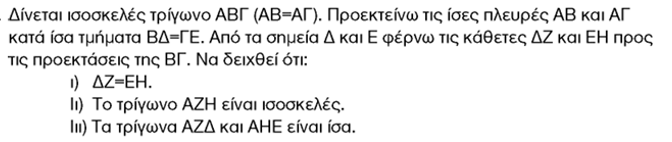 . Δίνεται ισοσκελές τρίγωνο ΑΒΓ (ΑΒ=ΑΓ). Προεκτείνω τις ίσες πλευρές ΑΒ και ΑΓ
κατά ίσα τμήματα ΒΔ=ΓΕ. Από τα σημεία Δ και Ε φέρνω τις κάθετες ΔΖ και ΕΗ προς
τις προεκτάσεις της ΒΓ. Να δειχθεί ότι:
ι) ΔΖ=ΕΗ.
Ιι) Το τρίγωνο ΑΖΗ είναι ισοσκελές.
Ιιι) Τα τρίγωνα ΑΖΔ και ΑΗΕ είναι ίσα.